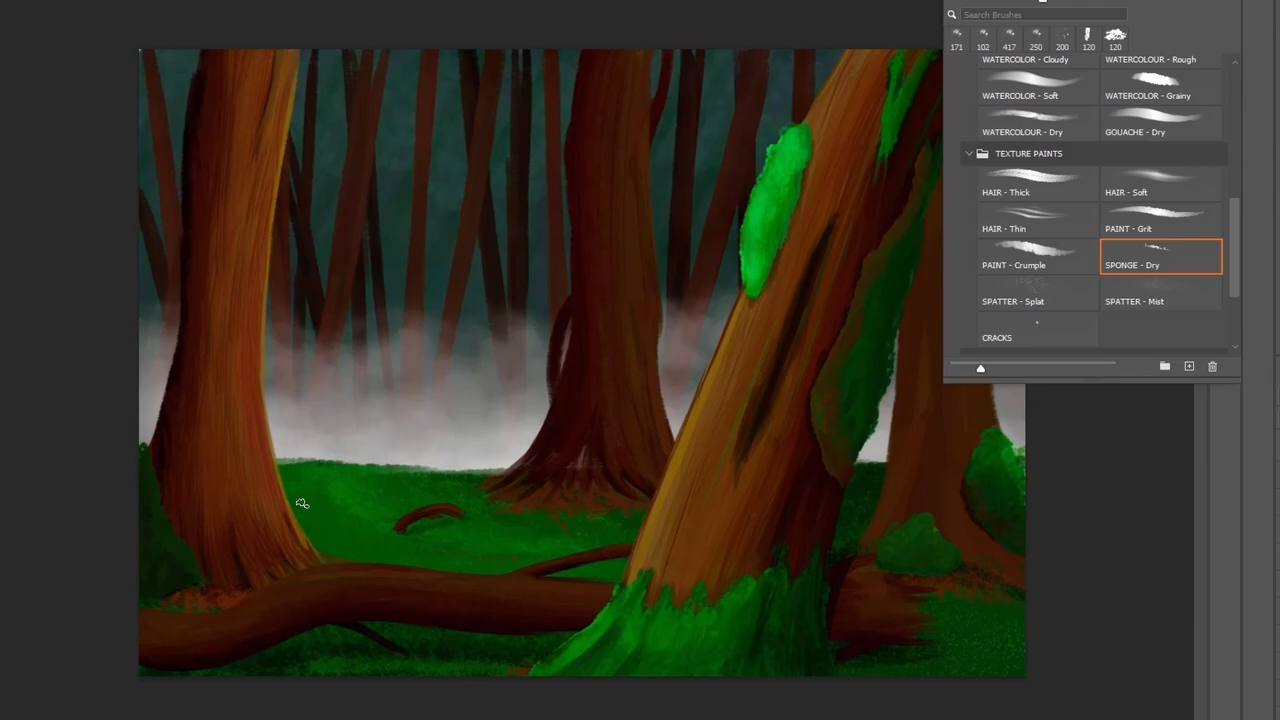 Search Brushes
171 102 417 250 200 120 120
WATERCOLOR - Cloudy WATERCOLOUR - Rough
WATERCOLOR - Soft WATERCOLOR - Grainy
WATERCOLOUR - Dry GOUACHE - Dry
TEXTURE PAINTS
HAIR - Thick HAIR - Soft
HAIR - Thin PAINT - Grit
PAINT - Crumple SPONGE - Dry
SPATTER - Splat SPATTER - Mist
CRACKS